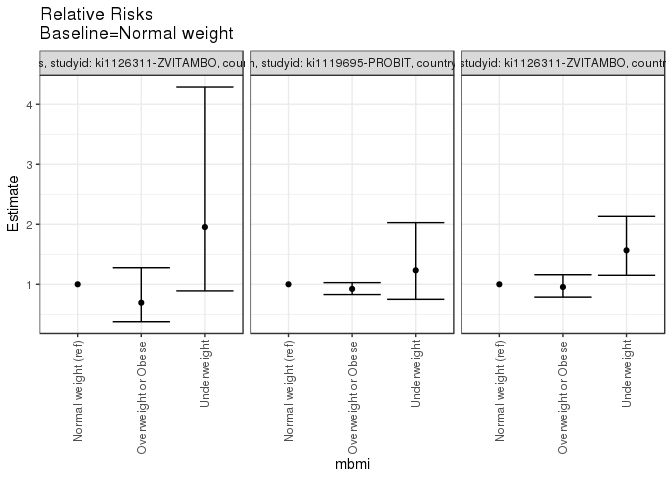 Relative Risks
Baseline=Normal weight
s, studyid: ki1126311-ZVITAMBO, cour
n, studyid: ki1119695-PROBIT, country
studyid: ki1126311-ZVITAMBO, countr
4
3
2
1
Estimate
Normal weight (ref)
Overweight or Obese
Underweight
Normal weight (ref)
Overweight or Obese
Underweight
Normal weight (ref)
Overweight or Obese
Underweight
mbmi